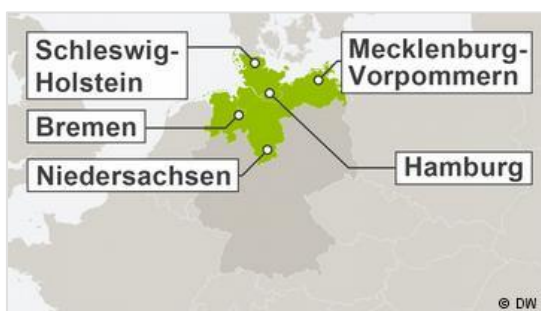 Schleswig-
Holstein
Mecklenburg-
Vorpommern
Bremen
Niedersachsen
Hamburg
© DW